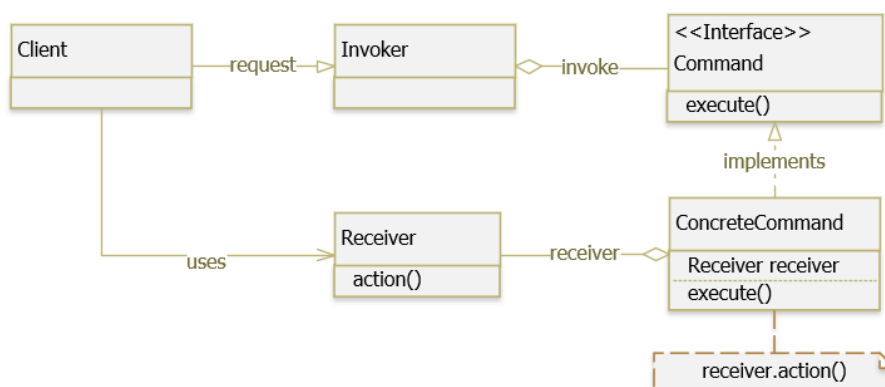 Client
request
Invoker
invoke
<<Interface>>
Command
execute()
implements
uses
Receiver
action()
receiver
ConcreteCommand
Receiver receiver
execute()
receiver.action()